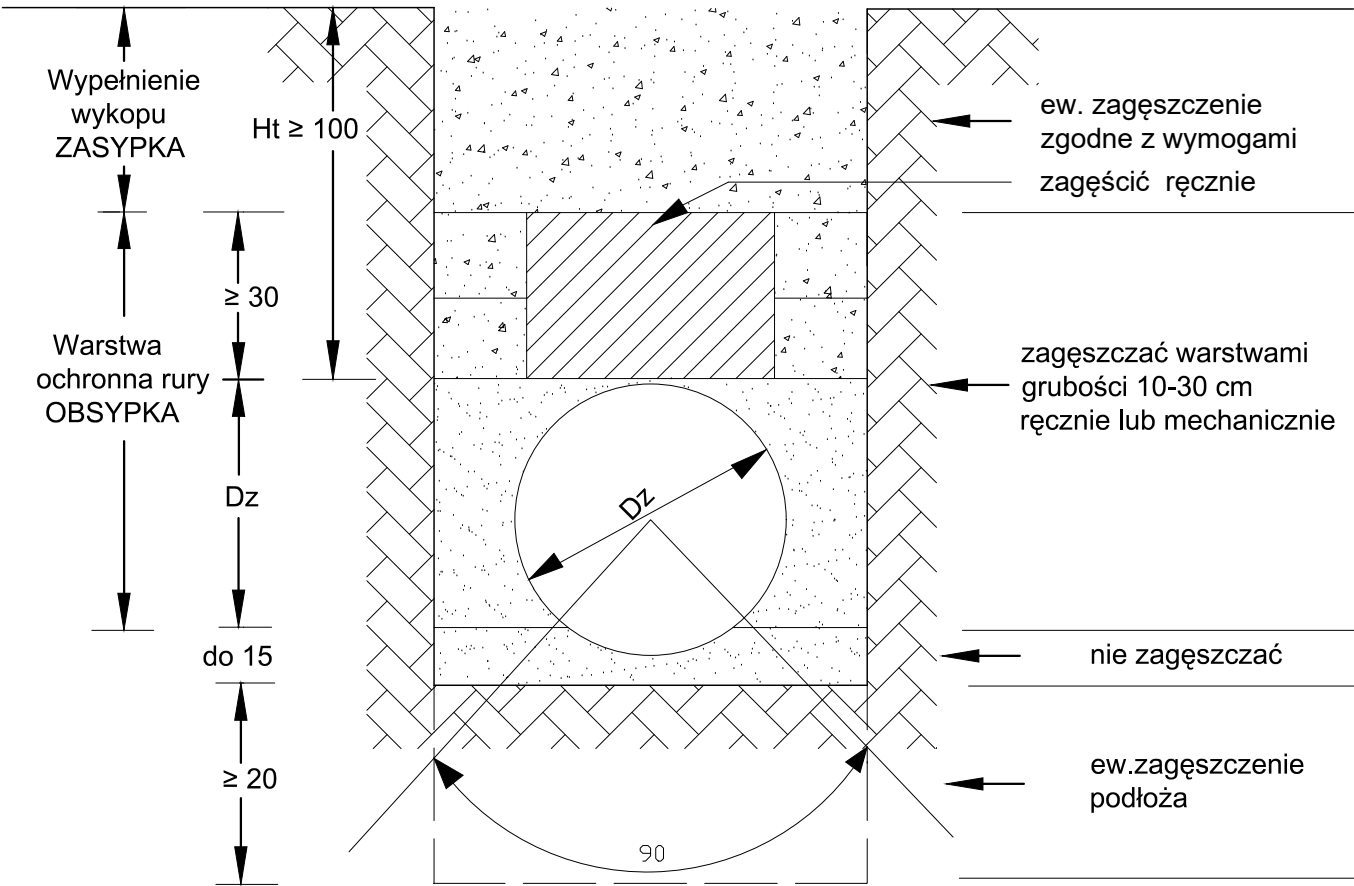 Wypełnienie
wykopu
ZASYPKA
Ht ≥ 100
ew. zagęszczenie
zgodne z wymogami
zagęścić ręcznie
≥ 30
Warstwa
ochronna rury
OBSYPKA
zagęszczać warstwami
grubości 10-30 cm
ręcznie lub mechanicznie
Dz
Dz
do 15
nie zagęszczać
≥ 20
ew.zagęszczenie
podłoża
90